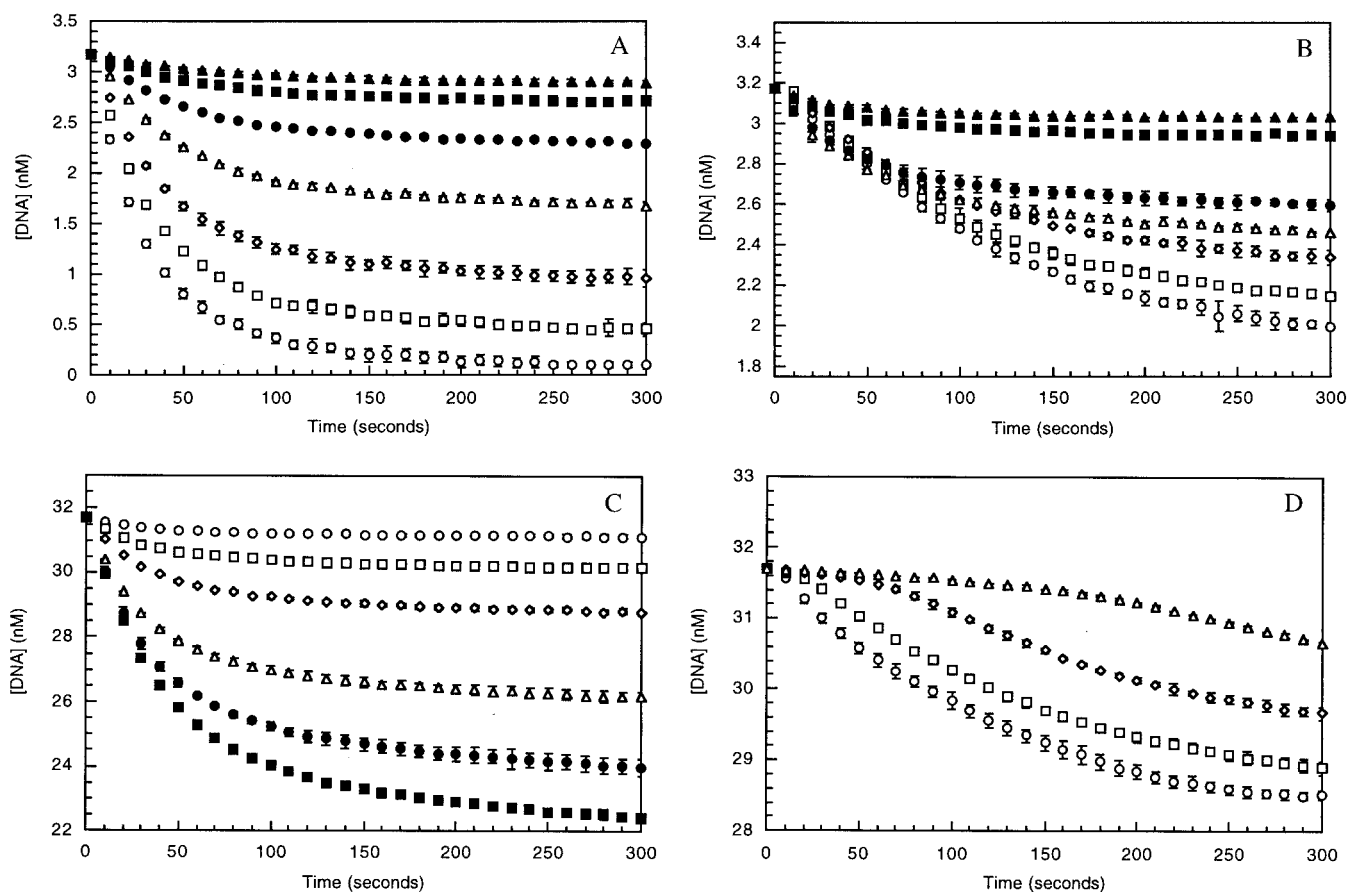 A
[DNA] (nM)
3.5
3
2.5
2
1.5
1
0.5
0
0 50 100 150 200 250 300
Time (seconds)
B
[DNA] (nM)
3.4
3.2
3
2.8
2.6
2.4
2.2
2
1.8
0 50 100 150 200 250 300
Time (seconds)
C
[DNA] (nM)
32
30
28
26
24
22
0 50 100 150 200 250 300
Time (seconds)
D
[DNA] (nM)
33
32
31
30
29
28
0 50 100 150 200 250 300
Time (seconds)